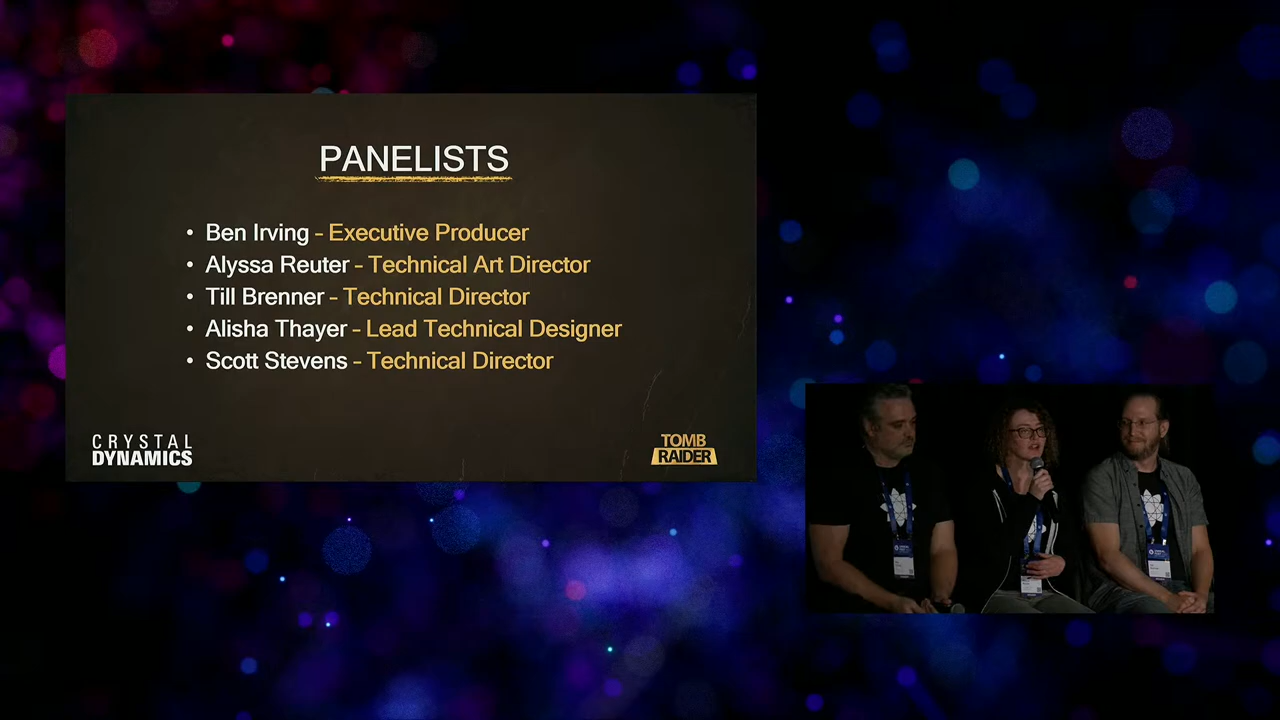 PANELISTS
• Ben Irving – Executive Producer
• Alyssa Reuter – Technical Art Director
• Till Brenner – Technical Director
• Alisha Thayer – Lead Technical Designer
• Scott Stevens – Technical Director
CRYSTAL
DYNAMICS
TOMB
RAIDER